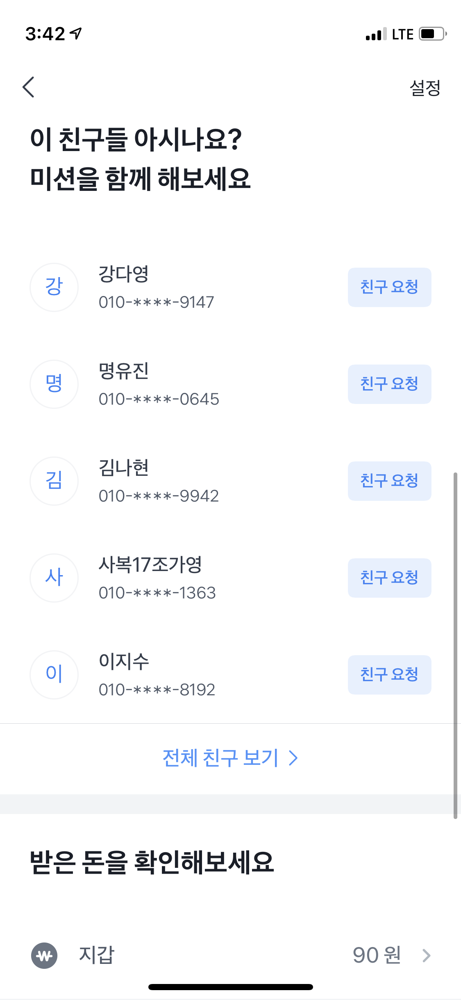 3:42
LTE
설정
이 친구들 아시나요?
미션을 함께 해보세요
강
강다영
010-****-9147
친구 요청
명
명유진
010-****-0645
친구 요청
김
김나현
010-****-9942
친구 요청
사
사복17조가영
010-****-1363
친구 요청
이
이지수
010-****-8192
친구 요청
전체 친구 보기
받은 돈을 확인해보세요
지갑
90 원